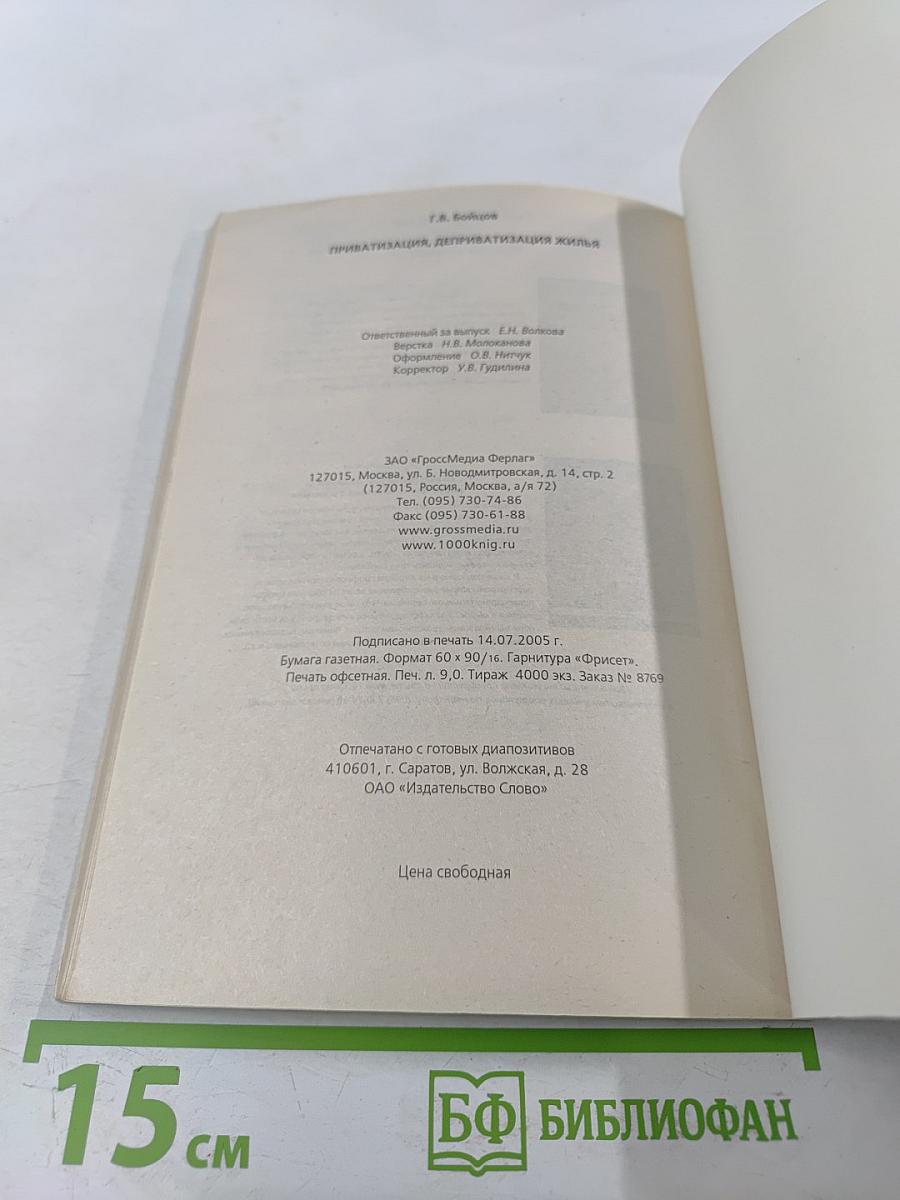 Г.В. Бойцов
ПРИВАТИЗАЦИЯ, ДЕПРИВАТИЗАЦИЯ ЖИЛЬЯ
Ответственный за выпуск Е.Н. Волкова
Верстка Н.В. Молоканова
Оформление О.В. Нитчук
Корректор У.В. Гудилина
ЗАО «ГроссМедиа Ферлаг»
127015, Москва, ул. Б. Новодмитровская, д. 14, стр. 2
(127015, Россия, Москва, а/я 72)
Тел. (095) 730-74-86
Факс (095) 730-61-88
www.grossmedia.ru
www.1000knig.ru
Подписано в печать 14.07.2005 г.
Бумага газетная. Формат 60 x 90/16. Гарнитура «Фрисет».
Печать офсетная. Печ. л. 9,0. Тираж 4000 экз. Заказ № 8769
Отпечатано с готовых диапозитивов
410601, г. Саратов, ул. Волжская, д. 28
ОАО «Издательство Слово»
Цена свободная
15 см
БФ БИБЛИОФАН